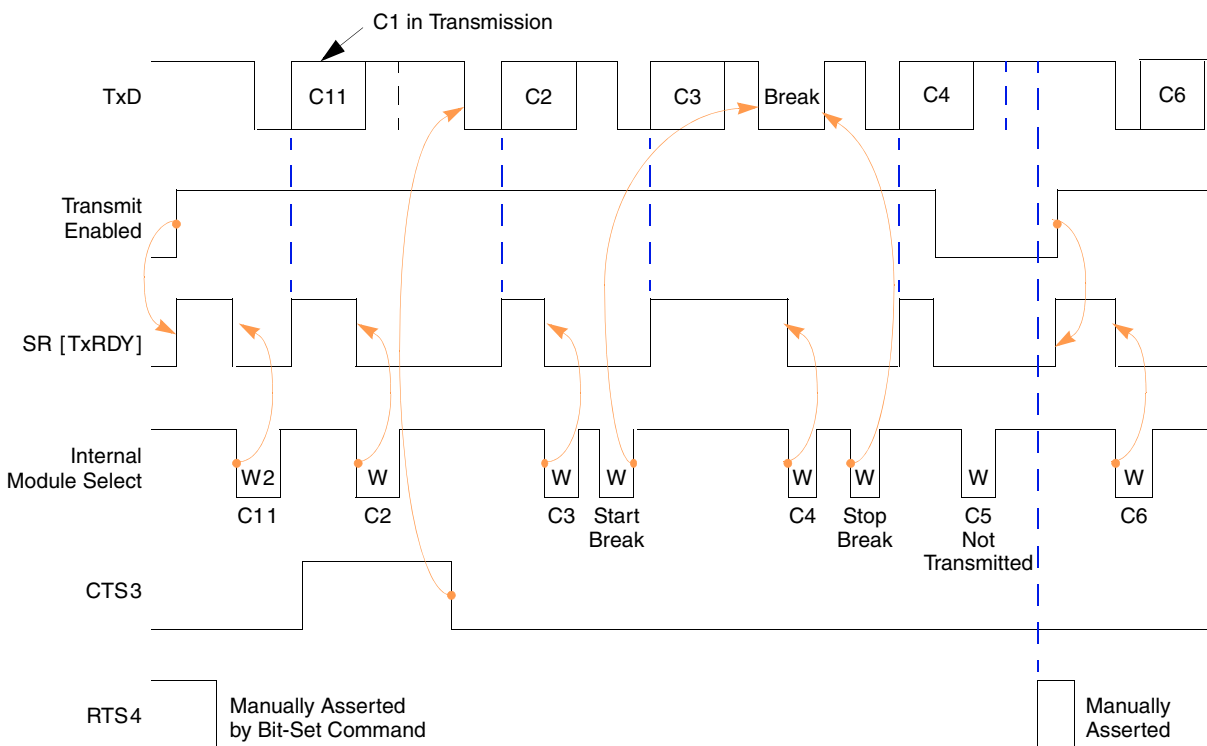 C1 in Transmission
TxD
C11
C2
C3
Break
C4
C6
Transmit
Enabled
SR [TxRDY]
Internal
Module Select
W2
W
W
W
W
W
W
W
C11
C2
C3
Start
Break
C4
Stop
Break
C5
Not
Transmitted
C6
CTS3
RTS4
Manually Asserted
by Bit-Set Command
Manually
Asserted